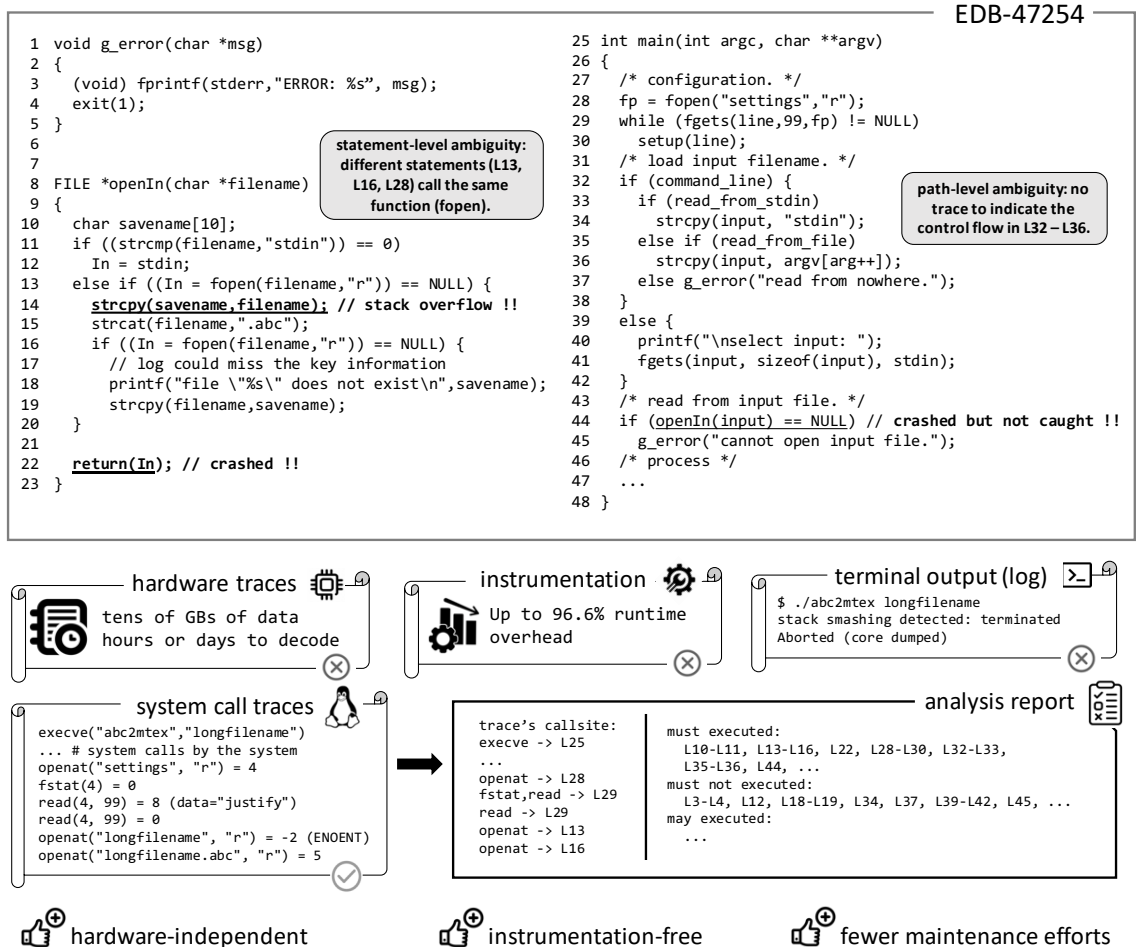 EDB-47254
1 void g_error(char *msg)
2 {
3 (void) fprintf(stderr,"ERROR: %s”, msg);
4 exit(1);
5 }
6
7
8 FILE *openIn(char *filename)
9 {
10 char savename[10];
11 if ((strcmp(filename,"stdin")) == 0)
12 In = stdin;
13 else if ((In = fopen(filename,"r")) == NULL) {
14 strcpy(savename,filename); // stack overflow !!
15 strcat(filename,".abc");
16 if ((In = fopen(filename,"r")) == NULL) {
17 // log could miss the key information
18 printf("file \"%s\" does not exist\n",savename);
19 strcpy(filename,savename);
20 }
21
22 return(In); // crashed !!
23 }
statement-level ambiguity:
different statements (L13,
L16, L28) call the same
function (fopen).
25 int main(int argc, char **argv)
26 {
27 /* configuration. */
28 fp = fopen("settings","r");
29 while (fgets(line,99,fp) != NULL)
30 setup(line);
31 /* load input filename. */
32 if (command_line) {
33 if (read_from_stdin)
34 strcpy(input, "stdin");
35 else if (read_from_file)
36 strcpy(input, argv[arg++]);
37 else g_error("read from nowhere.");
38 }
39 else {
40 printf("\nselect input: ");
41 fgets(input, sizeof(input), stdin);
42 }
43 /* read from input file. */
44 if (openIn(input) == NULL) // crashed but not caught !!
45 g_error("cannot open input file.");
46 /* process */
47 ...
48 }
path-level ambiguity: no
trace to indicate the
control flow in L32 – L36.
hardware traces
tens of GBs of data
hours or days to decode
instrumentation
Up to 96.6% runtime
overhead
terminal output (log)
$ ./abc2mtex longfilename
stack smashing detected: terminated
Aborted (core dumped)
system call traces
execve("abc2mtex","longfilename")
... # system calls by the system
openat("settings", "r") = 4
fstat(4) = 0
read(4, 99) = 8 (data="justify")
read(4, 99) = 0
openat("longfilename", "r") = -2 (ENOENT)
openat("longfilename.abc", "r") = 5
analysis report
trace's callsite:
execve -> L25
...
openat -> L28
fstat,read -> L29
read -> L29
openat -> L13
openat -> L16
must executed:
L10-L11, L13-L16, L22, L28-L30, L32-L33,
L35-L36, L44, ...
must not executed:
L3-L4, L12, L18-L19, L34, L37, L39-L42, L45, ...
may executed:
...
hardware-independent
instrumentation-free
fewer maintenance efforts